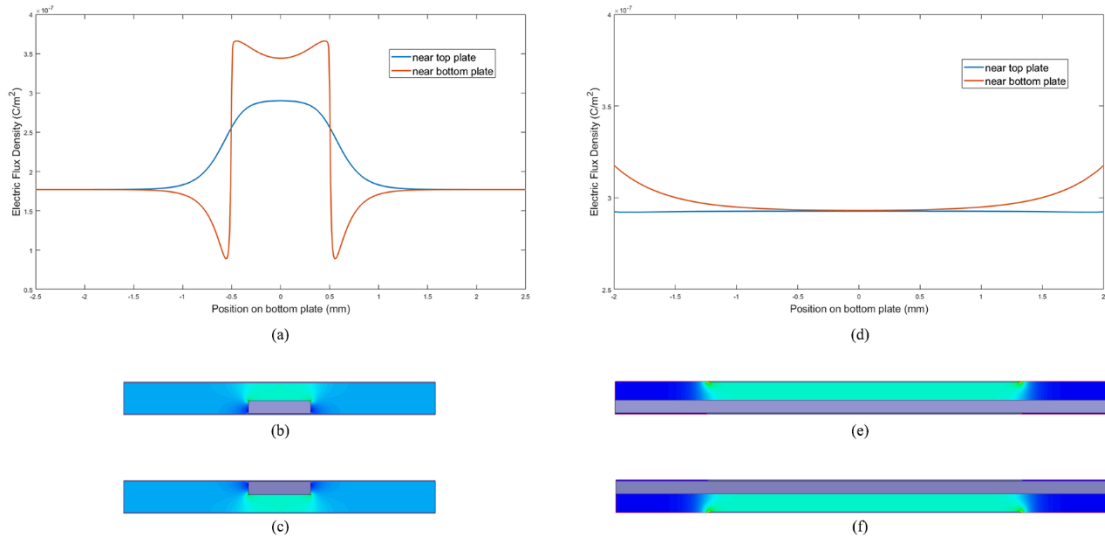 ×10⁻⁷
4
3.5
3
2.5
2
1.5
1
0.5
Electric Flux Density (C/m²)
near top plate
near bottom plate
-2.5 -2 -1.5 -1 -0.5 0 0.5 1 1.5 2 2.5
Position on bottom plate (mm)
(a)
×10⁻⁷
4
3.5
3
2.5
Electric Flux Density (C/m²)
near top plate
near bottom plate
-2 -1.5 -1 -0.5 0 0.5 1 1.5 2
Position on bottom plate (mm)
(d)
(b)
(e)
(c)
(f)